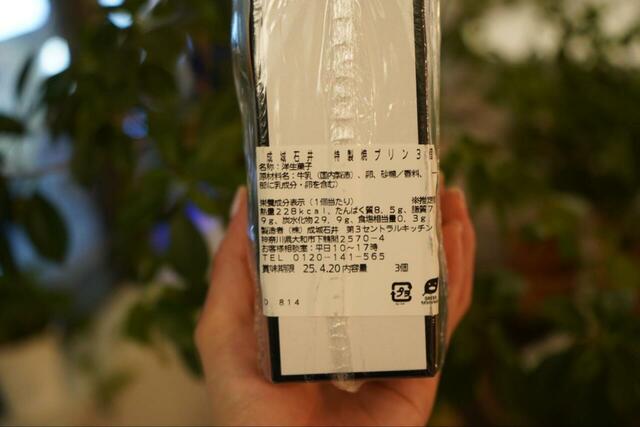 成城石井 特製焼プリン3個
名称：洋生菓子
原材料名：牛乳（国内製造）、卵、砂糖／香料、（一
部に乳成分・卵を含む）
栄養成分表示（1個当たり） ※推定
熱量228kcal、たんぱく質8.5g、脂質7.
9g、炭水化物29.9g、食塩相当量0.3g
製造者（株）成城石井 第3セントラルキッチン
神奈川県大和市下鶴間2570-4
お客様相談室：平日10～17時
TEL 0120-141-565
賞味期限 25.4.20 内容量 3個
814